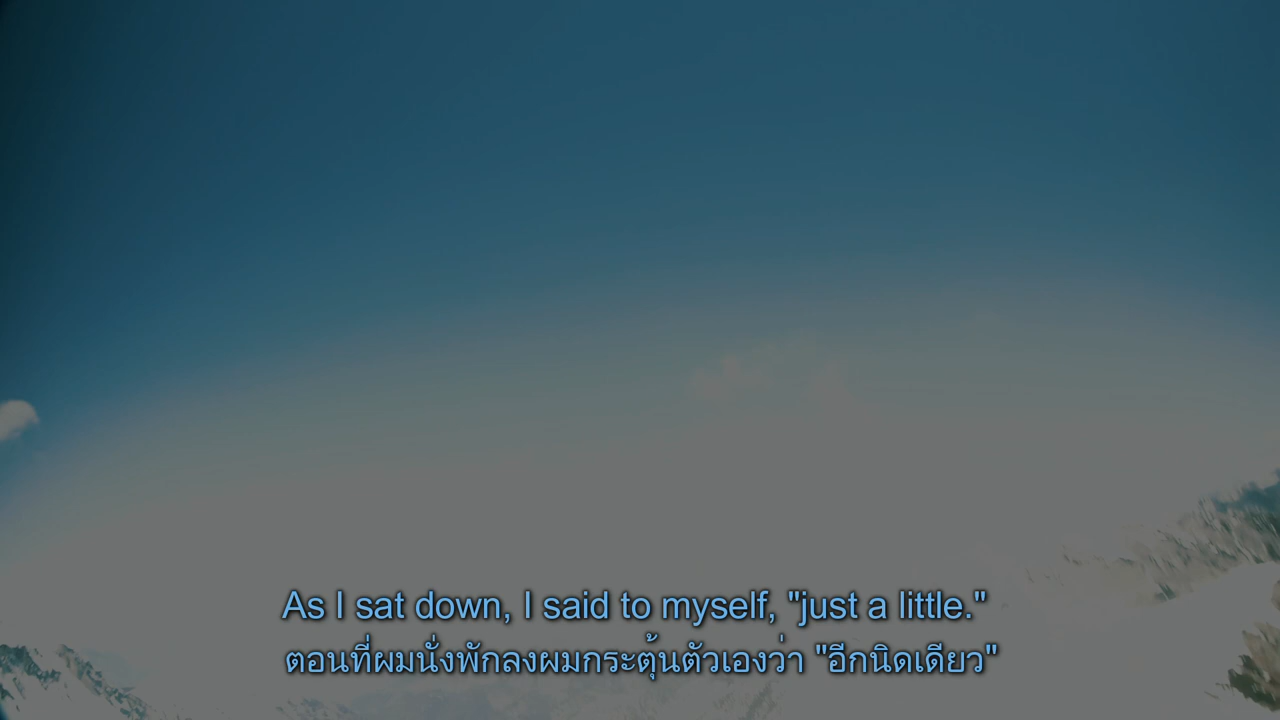 As I sat down, I said to myself, "just a little."
ตอนที่ผมนั่งพักลงผมกระตุ้นตัวเองว่า "อีกนิดเดียว"